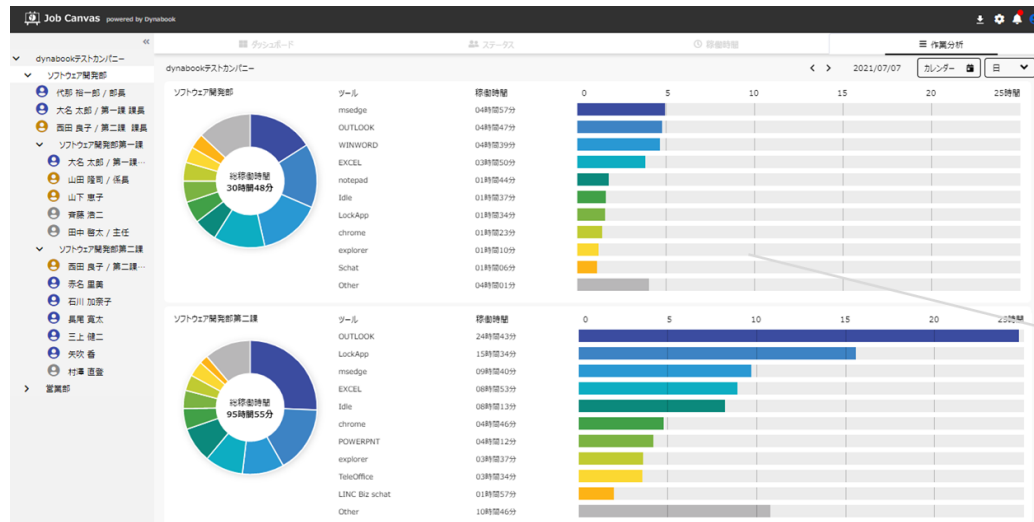 Job Canvas powered by Dynabook
ダッシュボード ステータス 稼働時間 作業分析
dynabookテストカンパニー
ソフトウェア開発部
代那 裕一郎 / 部長
大名 太郎 / 第一課 課長
西田 良子 / 第二課 課長
ソフトウェア開発部第一課
大名 太郎 / 第一課…
山田 隆司 / 係長
山下 恵子
斉藤 浩二
田中 啓太 / 主任
ソフトウェア開発部第二課
西田 良子 / 第二課…
赤名 里美
石川 加奈子
長尾 寛太
三上 健二
矢吹 香
村澤 直登
営業部
dynabookテストカンパニー 2021/07/07 カレンダー 日
ソフトウェア開発部 ツール 稼働時間 0 5 10 15 20 25時間
総稼働時間
30時間48分
msedge 04時間57分
OUTLOOK 04時間47分
WINWORD 04時間39分
EXCEL 03時間50分
notepad 01時間44分
Idle 01時間37分
LockApp 01時間34分
chrome 01時間23分
explorer 01時間10分
Schat 01時間06分
Other 04時間01分
ソフトウェア開発部第二課 ツール 稼働時間 0 5 10 15 20 25時間
総稼働時間
95時間55分
OUTLOOK 24時間43分
LockApp 15時間34分
msedge 09時間40分
EXCEL 08時間53分
Idle 08時間13分
chrome 04時間46分
POWERPNT 04時間12分
explorer 03時間37分
TeleOffice 03時間34分
LINC Biz schat 01時間57分
Other 10時間46分